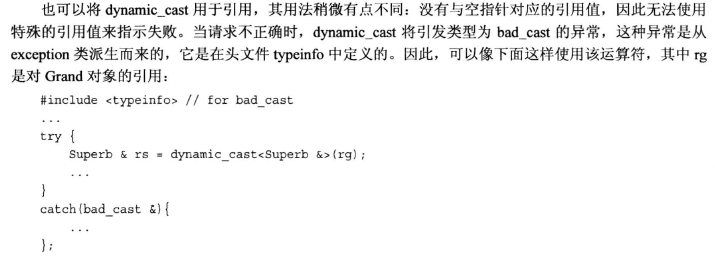 也可以将 dynamic_cast 用于引用，其用法稍微有点不同：没有与空指针对应的引用值，因此无法使用
特殊的引用值来指示失败。当请求不正确时，dynamic_cast 将引发类型为 bad_cast 的异常，这种异常是从
exception 类派生而来的，它是在头文件 typeinfo 中定义的。因此，可以像下面这样使用该运算符，其中 rg
是对 Grand 对象的引用：
#include <typeinfo> // for bad_cast
...
try {
    Superb & rs = dynamic_cast<Superb &>(rg);
    ...
}
catch(bad_cast &){
    ...
};